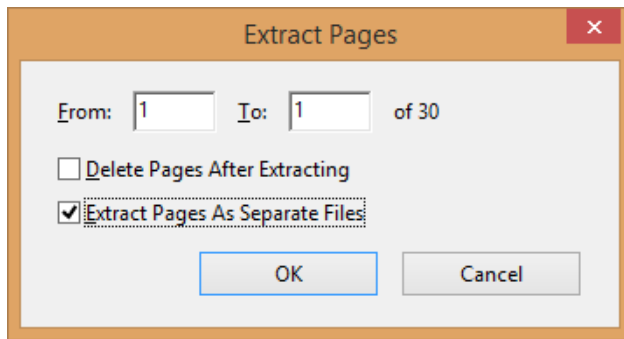 Extract Pages
From: 1 To: 1 of 30
Delete Pages After Extracting
Extract Pages As Separate Files
OK Cancel